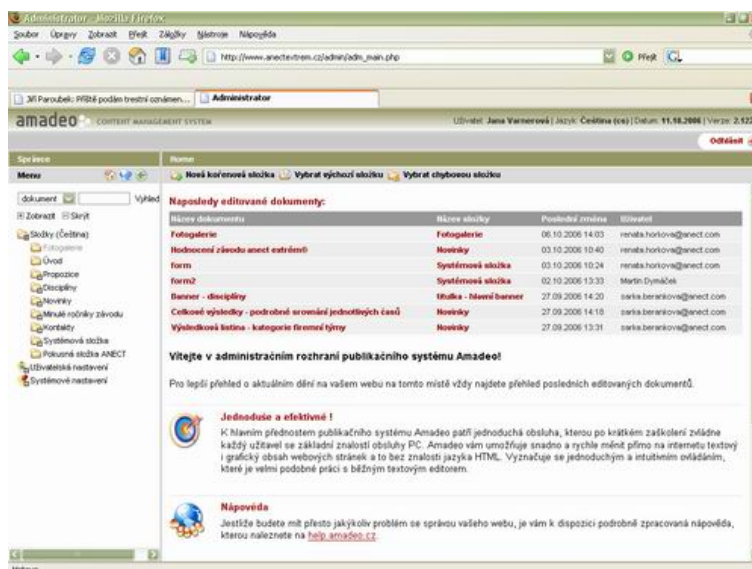 Administrator - Mozilla Firefox
Soubor Úpravy Zobrazit Přejít Záložky Nástroje Nápověda
http://www.anectextrem.cz/admin/adm_main.php Přejít
Jiří Paroubek: Příště podám trestní oznámen... Administrator
amadeo CONTENT MANAGEMENT SYSTEM Uživatel: Jana Varnerová | Jazyk: Čeština (cs) | Datum: 11.10.2006 | Verze: 2.122
Odhlásit
Správce Home
Menu Nová kořenová složka Vybrat výchozí složku Vybrat chybovou složku
dokument Vyhled
Zobrazit Skrýt
Složky (Čeština):
Fotogalerie
Úvod
Propozice
Disciplíny
Novinky
Minulé ročníky závodu
Kontakty
Systémová složka
Pokusná složka ANECT
Uživatelská nastavení
Systémové nastavení
Naposledy editované dokumenty:
Název dokumentu Název složky Poslední změna Uživatel
Fotogalerie Fotogalerie 06.10.2006 14:03 renata.horkova@anect.com
Hodnocení závodu anect extrém® Novinky 03.10.2006 10:40 renata.horkova@anect.com
form Systémová složka 03.10.2006 10:24 renata.horkova@anect.com
form2 Systémová složka 02.10.2006 13:33 Martin Dymáček
Banner - disciplíny titulka - hlavní banner 27.09.2006 14:20 sarka.berankova@anect.com
Celkové výsledky - podrobné srovnání jednotlivých časů Novinky 27.09.2006 14:18 sarka.berankova@anect.com
Výsledková listina - kategorie firemní týmy Novinky 27.09.2006 13:31 sarka.berankova@anect.com
Vítejte v administračním rozhraní publikačního systému Amadeo!
Pro lepší přehled o aktuálním dění na vašem webu na tomto místě vždy najdete přehled posledních editovaných dokumentů.
Jednoduše a efektivně !
K hlavním přednostem publikačního systému Amadeo patří jednoduchá obsluha, kterou po krátkém zaškolení zvládne
každý uživatel se základní znalostí obsluhy PC. Amadeo vám umožňuje snadno a rychle měnit přímo na internetu textový
i grafický obsah webových stránek a to bez znalosti jazyka HTML. Vyznačuje se jednoduchým a intuitivním ovládáním,
které je velmi podobné práci s běžným textovým editorem.
Nápověda
Jestliže budete mít přesto jakýkoliv problém se správou vašeho webu, je vám k dispozici podrobně zpracovaná nápověda,
kterou naleznete na help.amadeo.cz.